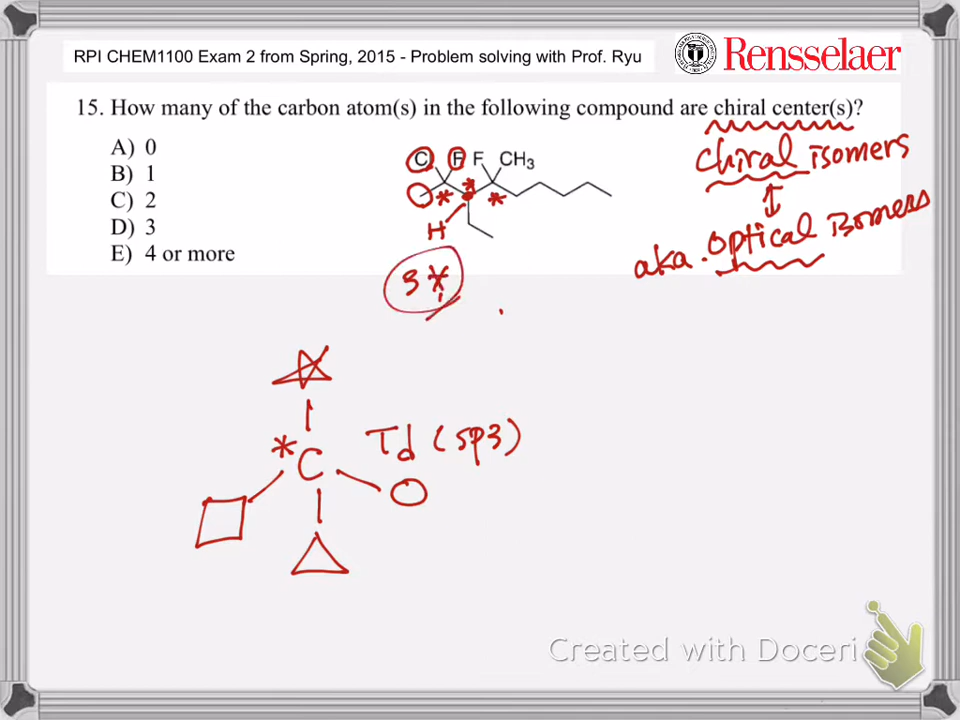 RPI CHEM1100 Exam 2 from Spring, 2015 - Problem solving with Prof. Ryu
Rensselaer
15. How many of the carbon atom(s) in the following compound are chiral center(s)?
A) 0
B) 1
C) 2
D) 3
E) 4 or more
F F CH3
* * *
H
3 *
chiral isomers
aka. optical isomers
* C
Td (sp3)
Created with Doceri